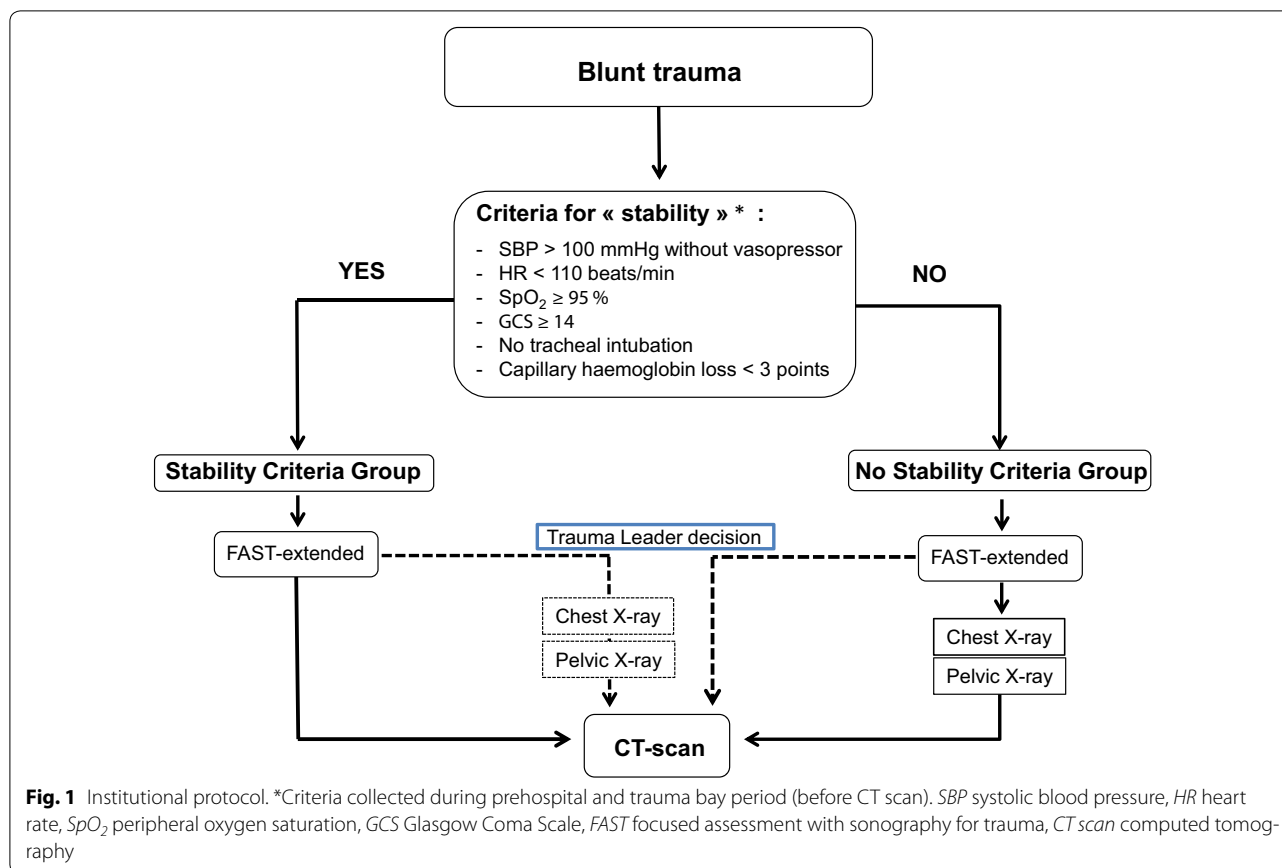 Blunt trauma
Criteria for « stability » * :
- SBP > 100 mmHg without vasopressor
- HR < 110 beats/min
- SpO₂ ≥ 95 %
- GCS ≥ 14
- No tracheal intubation
- Capillary haemoglobin loss < 3 points
YES
NO
Stability Criteria Group
No Stability Criteria Group
FAST-extended
Trauma Leader decision
FAST-extended
Chest X-ray
Pelvic X-ray
Chest X-ray
Pelvic X-ray
CT-scan
Fig. 1 Institutional protocol. *Criteria collected during prehospital and trauma bay period (before CT scan). SBP systolic blood pressure, HR heart
rate, SpO₂ peripheral oxygen saturation, GCS Glasgow Coma Scale, FAST focused assessment with sonography for trauma, CT scan computed tomog-
raphy